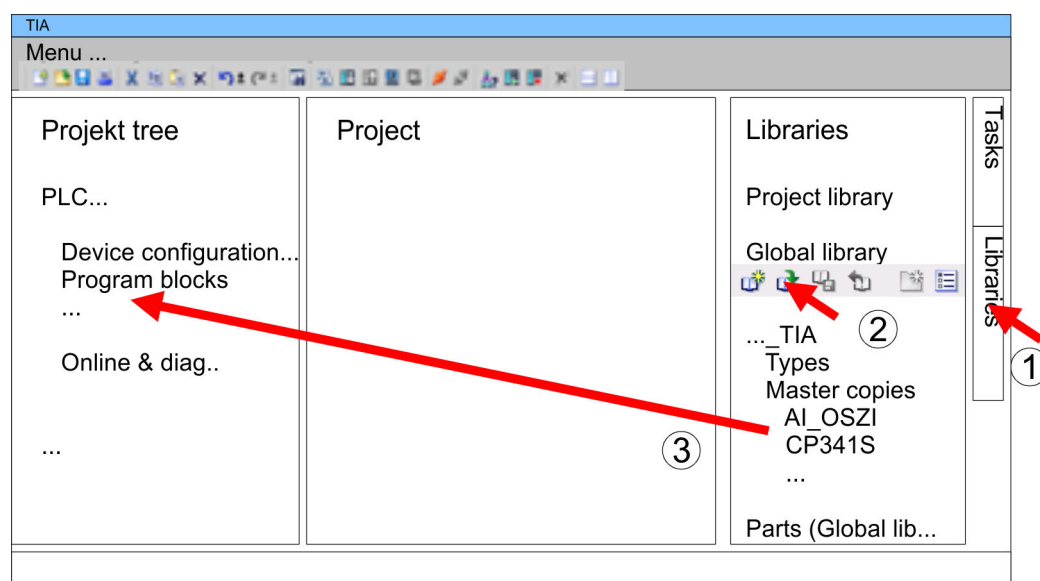 TIA
Menu ...
Projekt tree
PLC...
Device configuration...
Program blocks
...
Online & diag..
...
Project
③
Libraries
Project library
Global library
②
..._TIA
Types
Master copies
AI_OSZI
CP341S
...
Parts (Global lib...
Tasks
Libraries
①